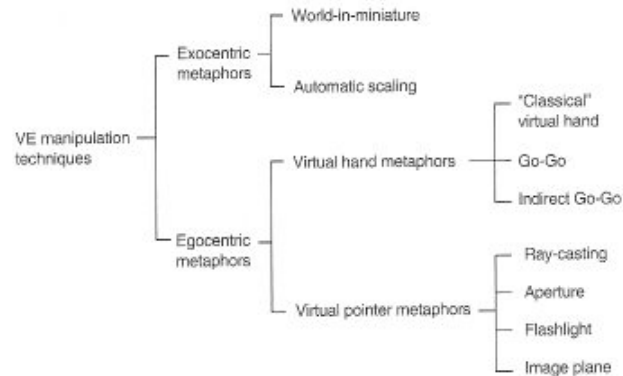 World-in-miniature
Exocentric
metaphors
Automatic scaling
"Classical"
virtual hand
VE manipulation
techniques
Virtual hand metaphors
Go-Go
Indirect Go-Go
Egocentric
metaphors
Ray-casting
Aperture
Virtual pointer metaphors
Flashlight
Image plane